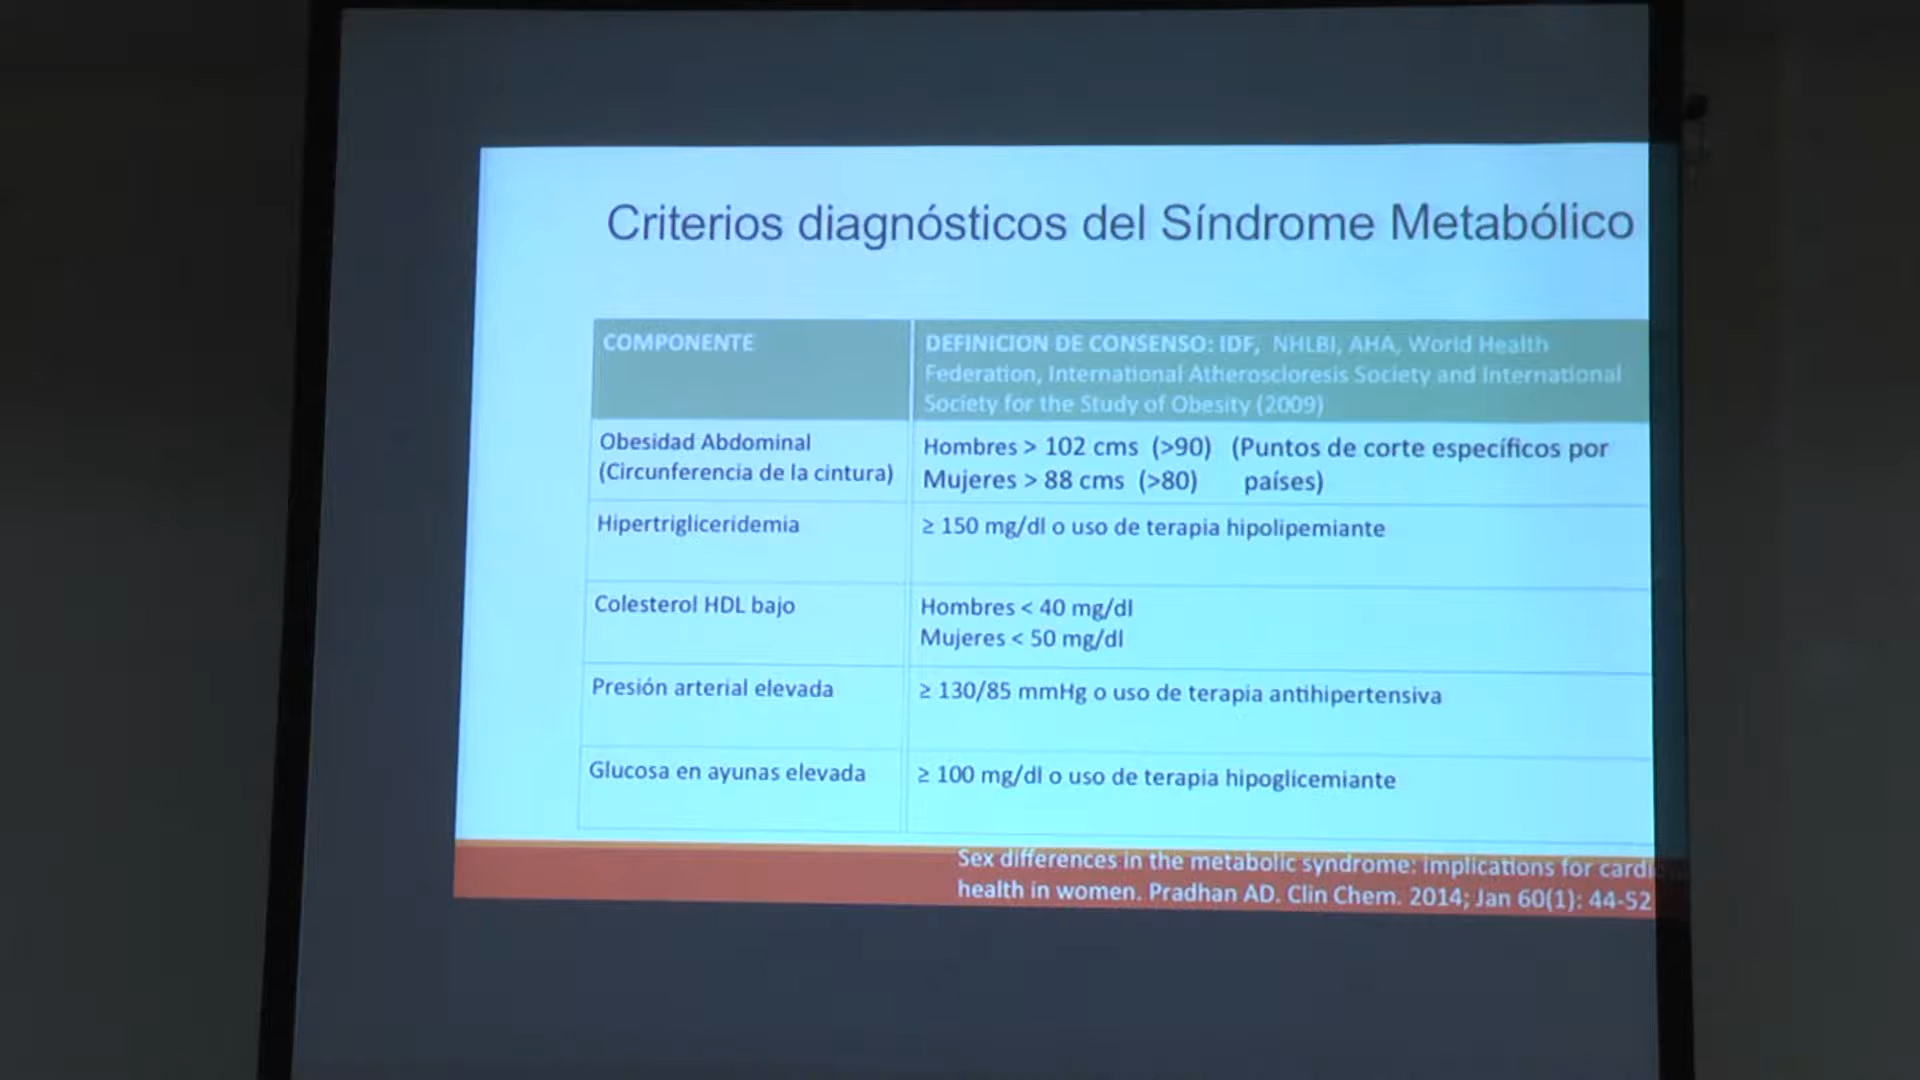 Criterios diagnósticos del Síndrome Metabólico
COMPONENTE
DEFINICION DE CONSENSO: IDF, NHLBI, AHA, World Health
Federation, International Atheroscloresis Society and International
Society for the Study of Obesity (2009)
Obesidad Abdominal
(Circunferencia de la cintura)
Hombres > 102 cms (>90) (Puntos de corte específicos por
Mujeres > 88 cms (>80) países)
Hipertrigliceridemia
≥ 150 mg/dl o uso de terapia hipolipemiante
Colesterol HDL bajo
Hombres < 40 mg/dl
Mujeres < 50 mg/dl
Presión arterial elevada
≥ 130/85 mmHg o uso de terapia antihipertensiva
Glucosa en ayunas elevada
≥ 100 mg/dl o uso de terapia hipoglicemiante
Sex differences in the metabolic syndrome: implications for
health in women. Pradhan AD. Clin Chem. 2014; Jan 60(1): 44-52